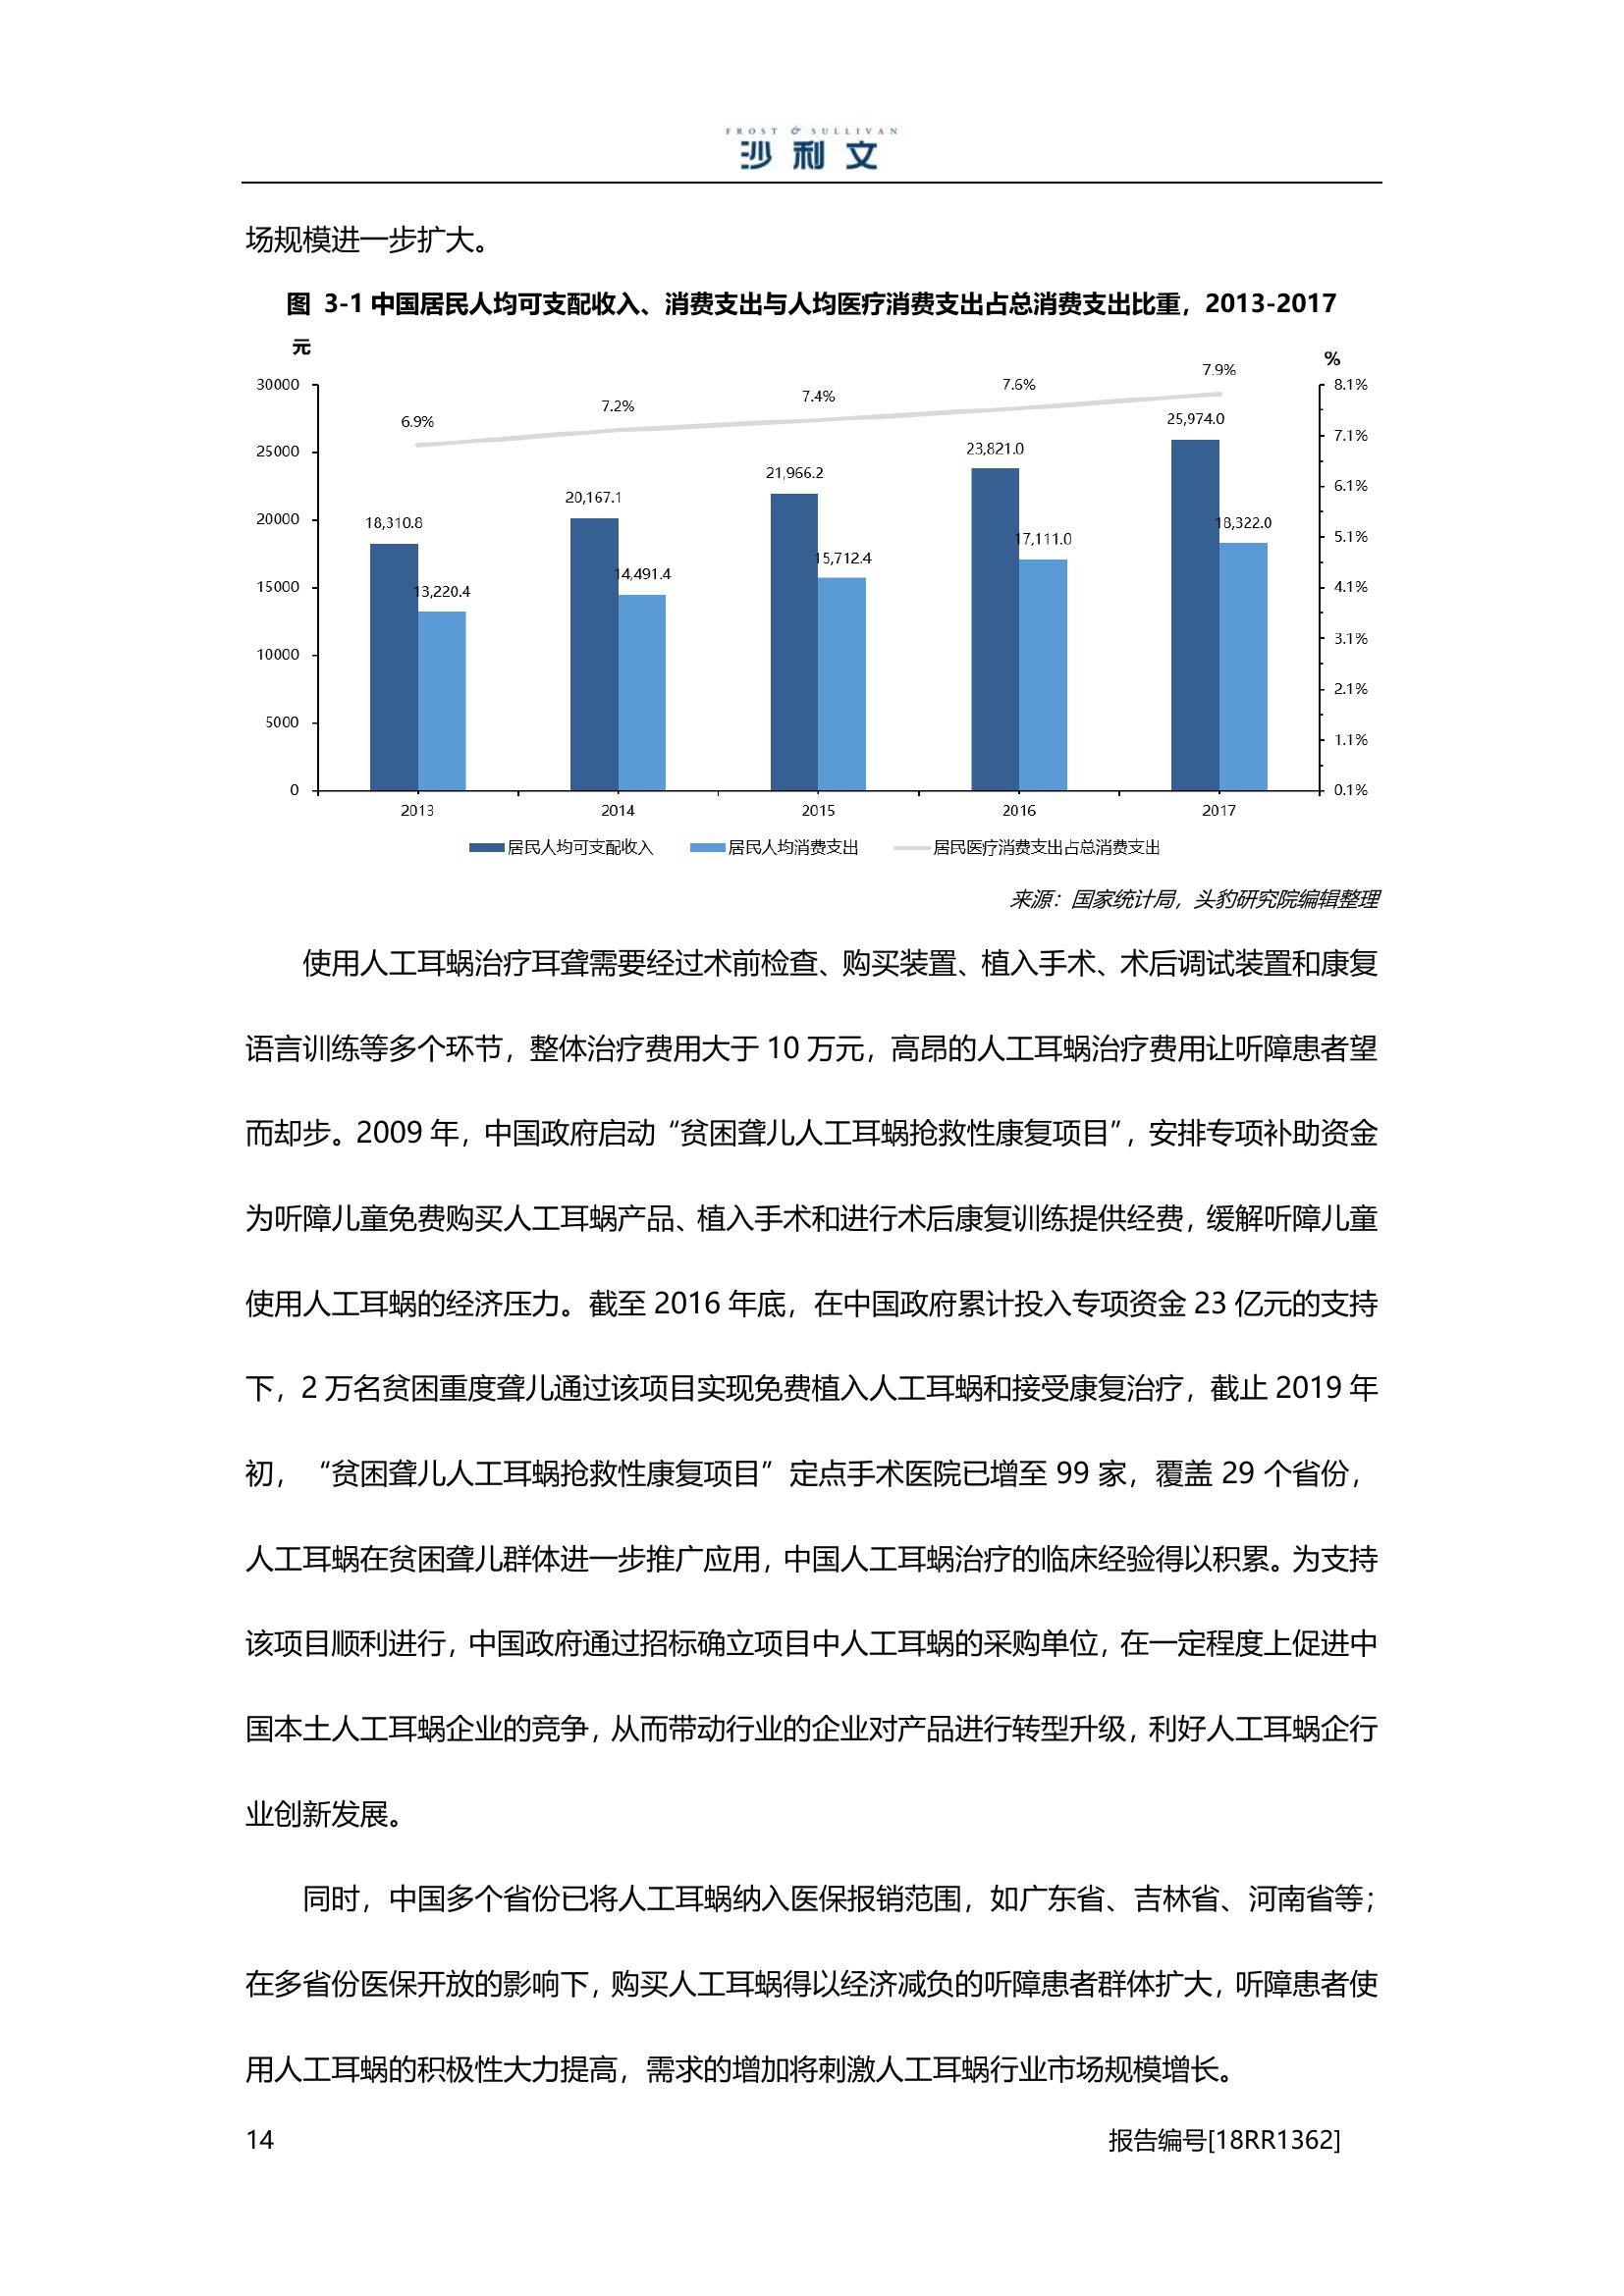 FROST & SULLIVAN
沙利文
场规模进一步扩大。
图 3-1 中国居民人均可支配收入、消费支出与人均医疗消费支出占总消费支出比重，2013-2017
元
%
30000
25000
20000
15000
10000
5000
0
8.1%
7.1%
6.1%
5.1%
4.1%
3.1%
2.1%
1.1%
0.1%
6.9%
7.2%
7.4%
7.6%
7.9%
18,310.8
20,167.1
21,966.2
23,821.0
25,974.0
13,220.4
14,491.4
15,712.4
17,111.0
18,322.0
2013 2014 2015 2016 2017
居民人均可支配收入 居民人均消费支出 居民医疗消费支出占总消费支出
来源：国家统计局，头豹研究院编辑整理
使用人工耳蜗治疗耳聋需要经过术前检查、购买装置、植入手术、术后调试装置和康复
语言训练等多个环节，整体治疗费用大于 10 万元，高昂的人工耳蜗治疗费用让听障患者望
而却步。2009 年，中国政府启动“贫困聋儿人工耳蜗抢救性康复项目”，安排专项补助资金
为听障儿童免费购买人工耳蜗产品、植入手术和进行术后康复训练提供经费，缓解听障儿童
使用人工耳蜗的经济压力。截至 2016 年底，在中国政府累计投入专项资金 23 亿元的支持
下，2 万名贫困重度聋儿通过该项目实现免费植入人工耳蜗和接受康复治疗，截止 2019 年
初，“贫困聋儿人工耳蜗抢救性康复项目”定点手术医院已增至 99 家，覆盖 29 个省份，
人工耳蜗在贫困聋儿群体进一步推广应用，中国人工耳蜗治疗的临床经验得以积累。为支持
该项目顺利进行，中国政府通过招标确立项目中人工耳蜗的采购单位，在一定程度上促进中
国本土人工耳蜗企业的竞争，从而带动行业的企业对产品进行转型升级，利好人工耳蜗企行
业创新发展。
同时，中国多个省份已将人工耳蜗纳入医保报销范围，如广东省、吉林省、河南省等；
在多省份医保开放的影响下，购买人工耳蜗得以经济减负的听障患者群体扩大，听障患者使
用人工耳蜗的积极性大力提高，需求的增加将刺激人工耳蜗行业市场规模增长。
14 报告编号[18RR1362]